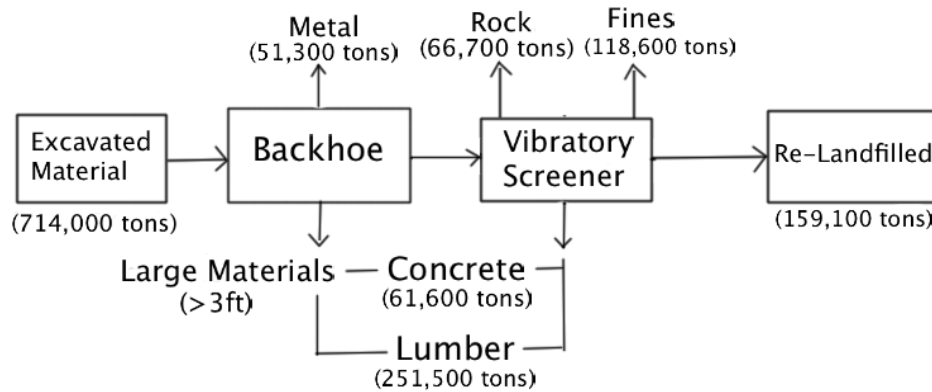 Metal
(51,300 tons)
Rock
(66,700 tons)
Fines
(118,600 tons)
Excavated
Material
(714,000 tons)
Backhoe
Vibratory
Screener
Re-Landfilled
(159,100 tons)
Large Materials
(>3ft)
Concrete
(61,600 tons)
Lumber
(251,500 tons)